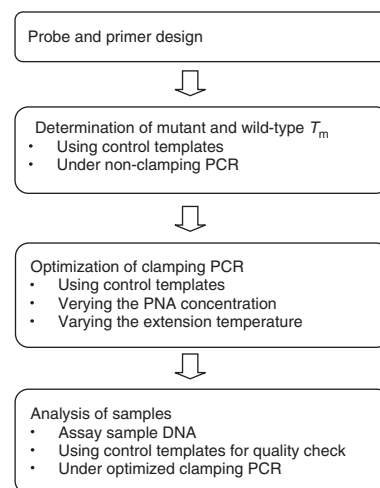 Probe and primer design
Determination of mutant and wild-type Tm
• Using control templates
• Under non-clamping PCR
Optimization of clamping PCR
• Using control templates
• Verying the PNA concentration
• Varying the extension temperature
Analysis of samples
• Assay sample DNA
• Using control templates for quality check
• Under optimized clamping PCR